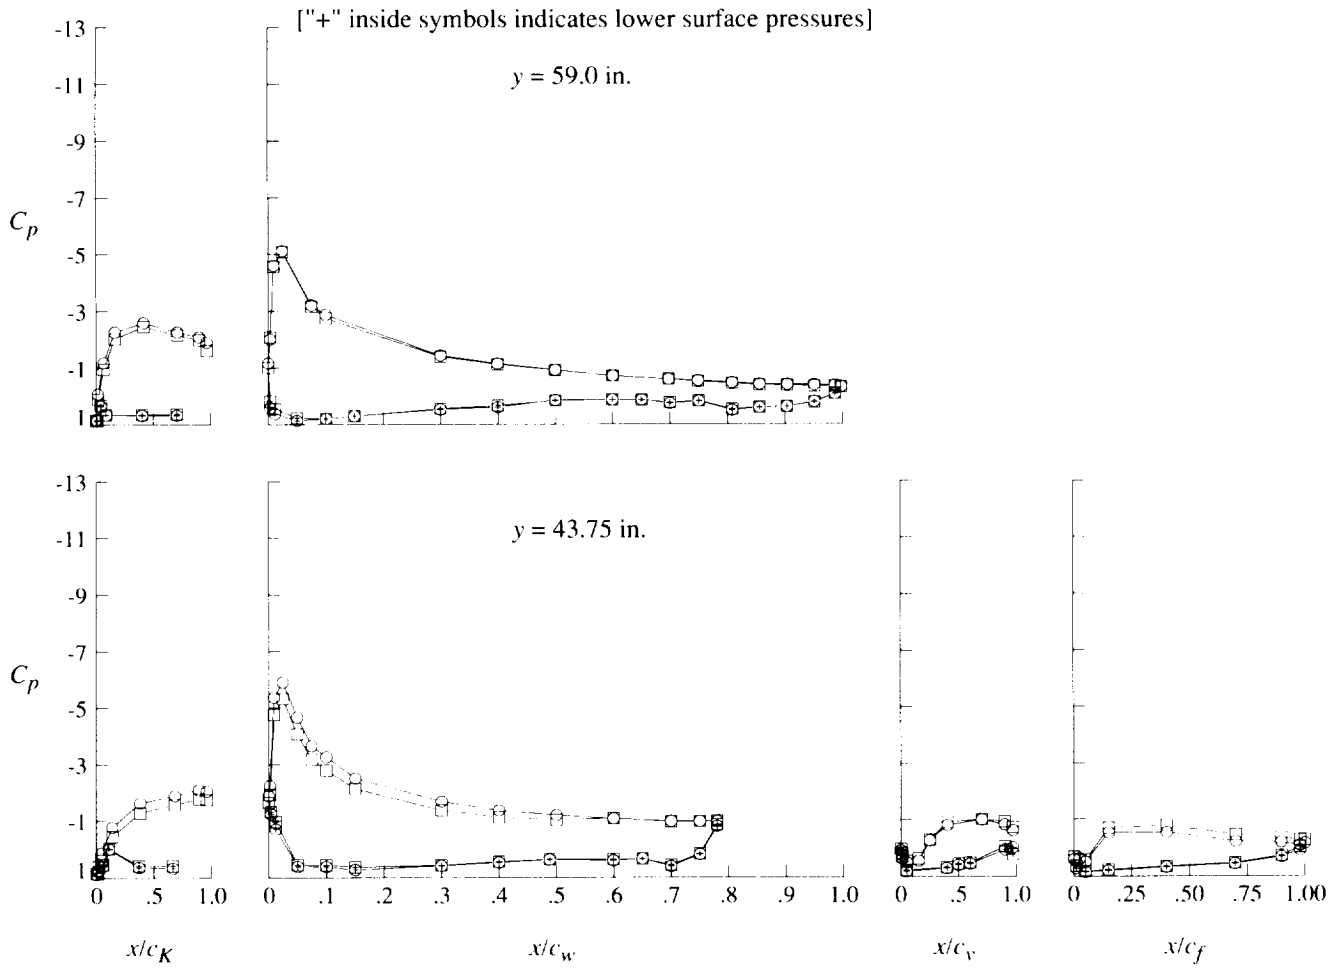 ["+" inside symbols indicates lower surface pressures]
y = 59.0 in.
-13
-11
-9
-7
C_p
-5
-3
-1
1
y = 43.75 in.
-13
-11
-9
-7
C_p
-5
-3
-1
1
0 .5 1.0 0 .1 .2 .3 .4 .5 .6 .7 .8 .9 1.0 0 .5 1.0 0 .25 .50 .75 1.00
x/c_K x/c_w x/c_v x/c_f